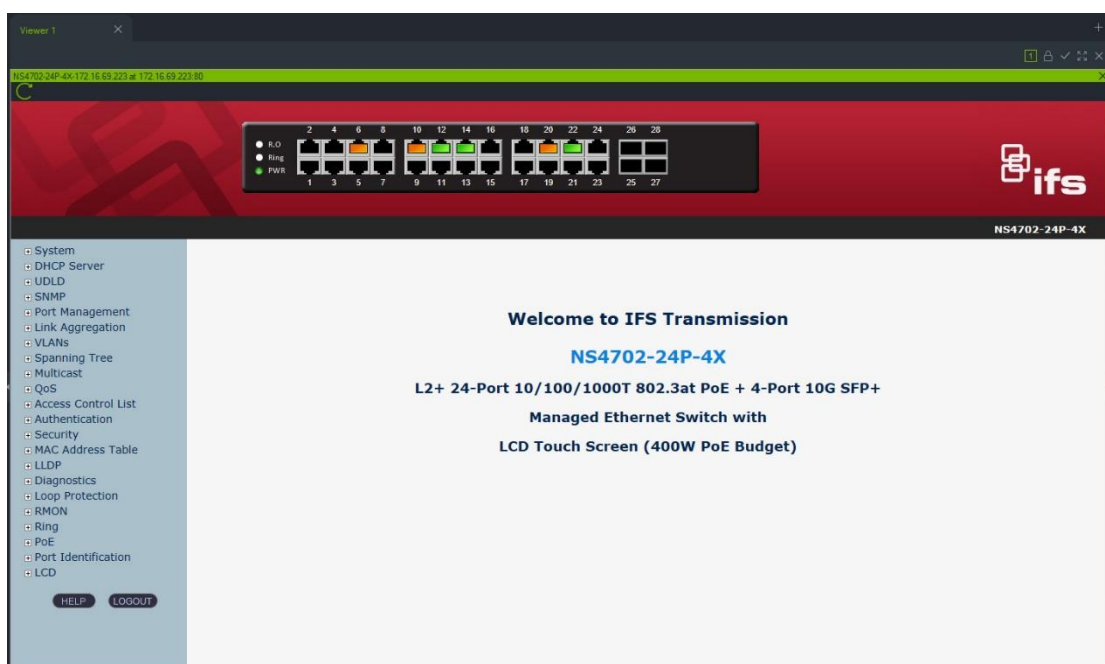 Viewer 1
1
NS4702-24P-4X-172.16.69.223 at 172.16.69.223:80
2 4 6 8 10 12 14 16 18 20 22 24 26 28
R.O
Ring
PWR
1 3 5 7 9 11 13 15 17 19 21 23 25 27
ifs
NS4702-24P-4X
System
DHCP Server
UDLD
SNMP
Port Management
Link Aggregation
VLANs
Spanning Tree
Multicast
QoS
Access Control List
Authentication
Security
MAC Address Table
LLDP
Diagnostics
Loop Protection
RMON
Ring
PoE
Port Identification
LCD
HELP LOGOUT
Welcome to IFS Transmission
NS4702-24P-4X
L2+ 24-Port 10/100/1000T 802.3at PoE + 4-Port 10G SFP+
Managed Ethernet Switch with
LCD Touch Screen (400W PoE Budget)